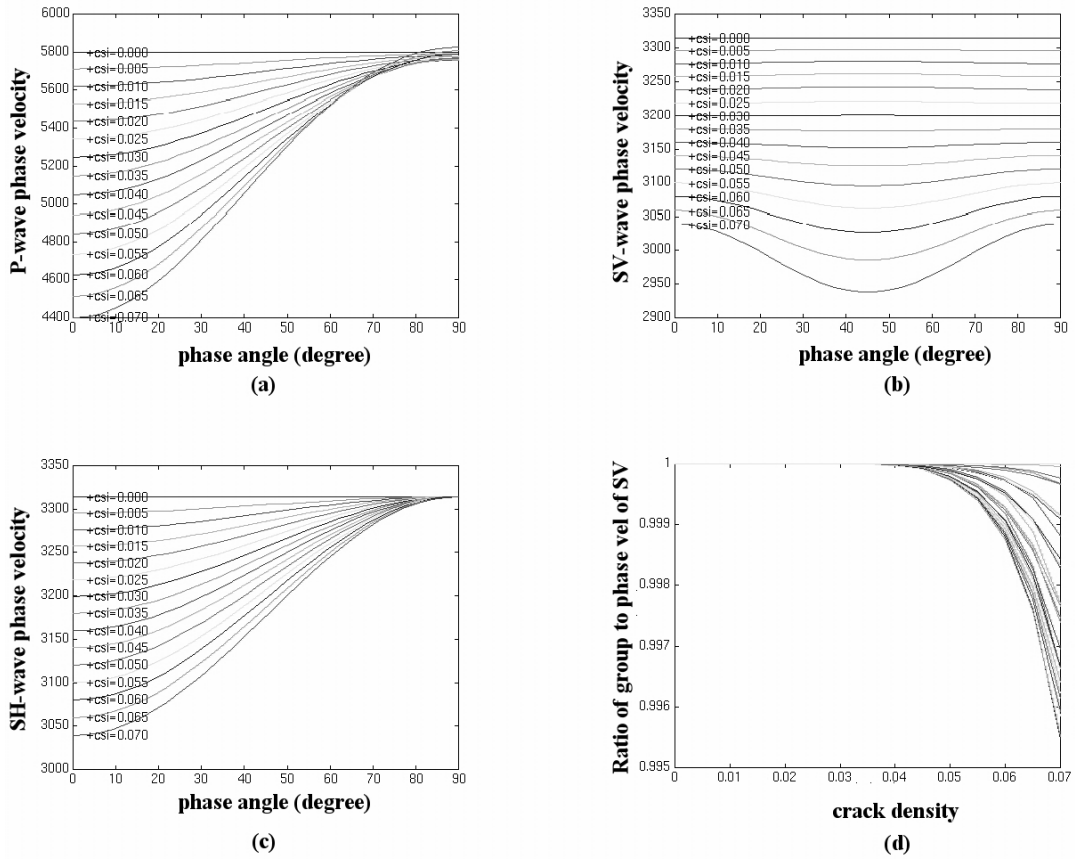 6000
5800
5600
5400
5200
5000
4800
4600
4400
+csi=0.000
+csi=0.005
+csi=0.010
+csi=0.015
+csi=0.020
+csi=0.025
+csi=0.030
+csi=0.035
+csi=0.040
+csi=0.045
+csi=0.050
+csi=0.055
+csi=0.060
+csi=0.065
+csi=0.070
0 10 20 30 40 50 60 70 80 90
P-wave phase velocity
phase angle (degree)
(a)
3350
3300
3250
3200
3150
3100
3050
3000
2950
2900
+csi=0.000
+csi=0.005
+csi=0.010
+csi=0.015
+csi=0.020
+csi=0.025
+csi=0.030
+csi=0.035
+csi=0.040
+csi=0.045
+csi=0.050
+csi=0.055
+csi=0.060
+csi=0.065
+csi=0.070
0 10 20 30 40 50 60 70 80 90
SV-wave phase velocity
phase angle (degree)
(b)
3350
3300
3250
3200
3150
3100
3050
3000
+csi=0.000
+csi=0.005
+csi=0.010
+csi=0.015
+csi=0.020
+csi=0.025
+csi=0.030
+csi=0.035
+csi=0.040
+csi=0.045
+csi=0.050
+csi=0.055
+csi=0.060
+csi=0.065
+csi=0.070
0 10 20 30 40 50 60 70 80 90
SH-wave phase velocity
phase angle (degree)
(c)
1
0.999
0.998
0.997
0.996
0.995
0 0.01 0.02 0.03 0.04 0.05 0.06 0.07
Ratio of group to phase vel of SV
crack density
(d)